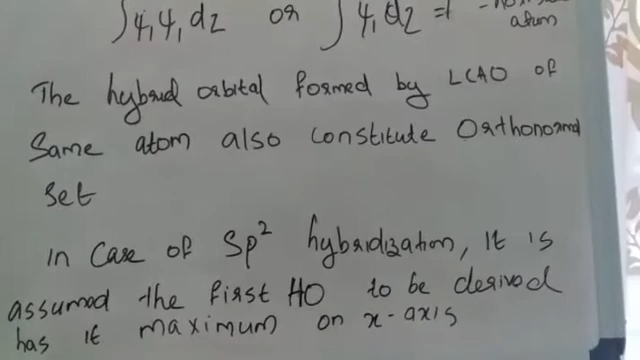 ∫ψ₁ψ₁dz or ∫ψ₁dz = 1
atom
The hybrid orbital formed by LCAO of
Same atom also constitute Orthonormal
Set
in case of Sp² hybridization, It is
assumed the first HO to be derived
has it maximum on x-axis